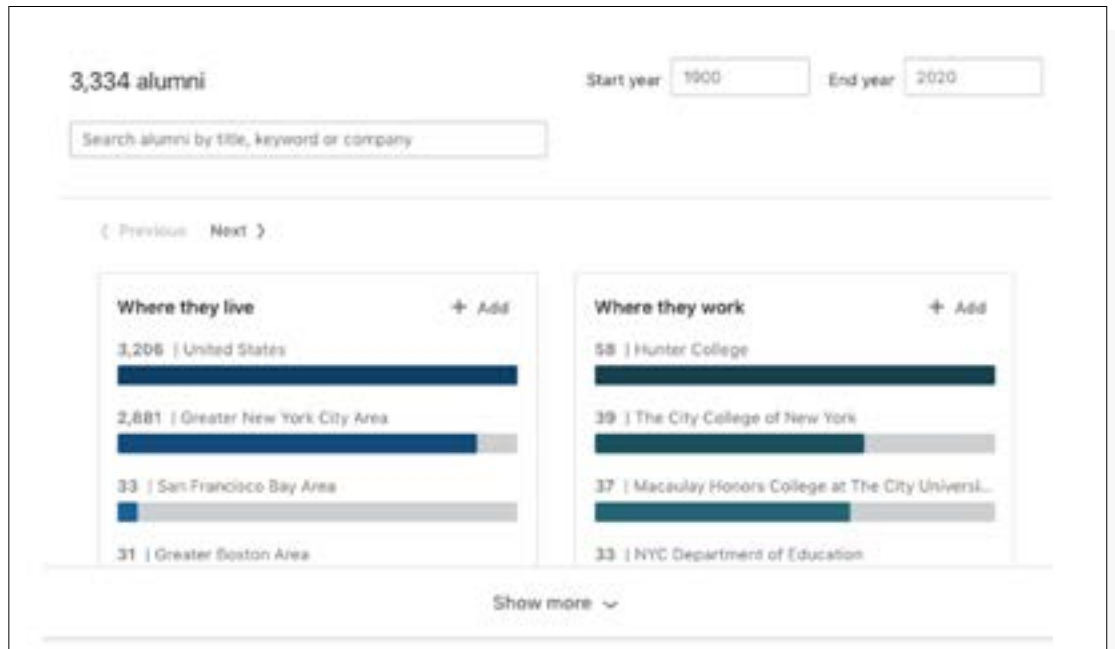 3,334 alumni
Start year 1900 End year 2020
Search alumni by title, keyword or company
Previous Next
Where they live + Add
3,206 | United States
2,881 | Greater New York City Area
33 | San Francisco Bay Area
31 | Greater Boston Area
Where they work + Add
58 | Hunter College
39 | The City College of New York
37 | Macaulay Honors College at The City Universi...
33 | NYC Department of Education
Show more